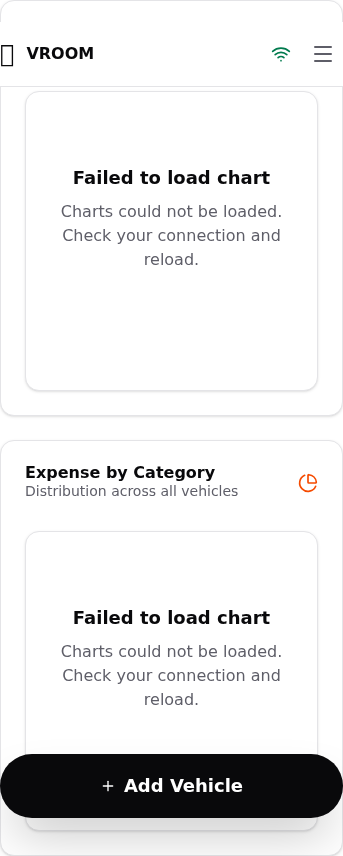 VROOM
Failed to load chart
Charts could not be loaded.
Check your connection and
reload.
Expense by Category
Distribution across all vehicles
Failed to load chart
Charts could not be loaded.
Check your connection and
reload.
+ Add Vehicle